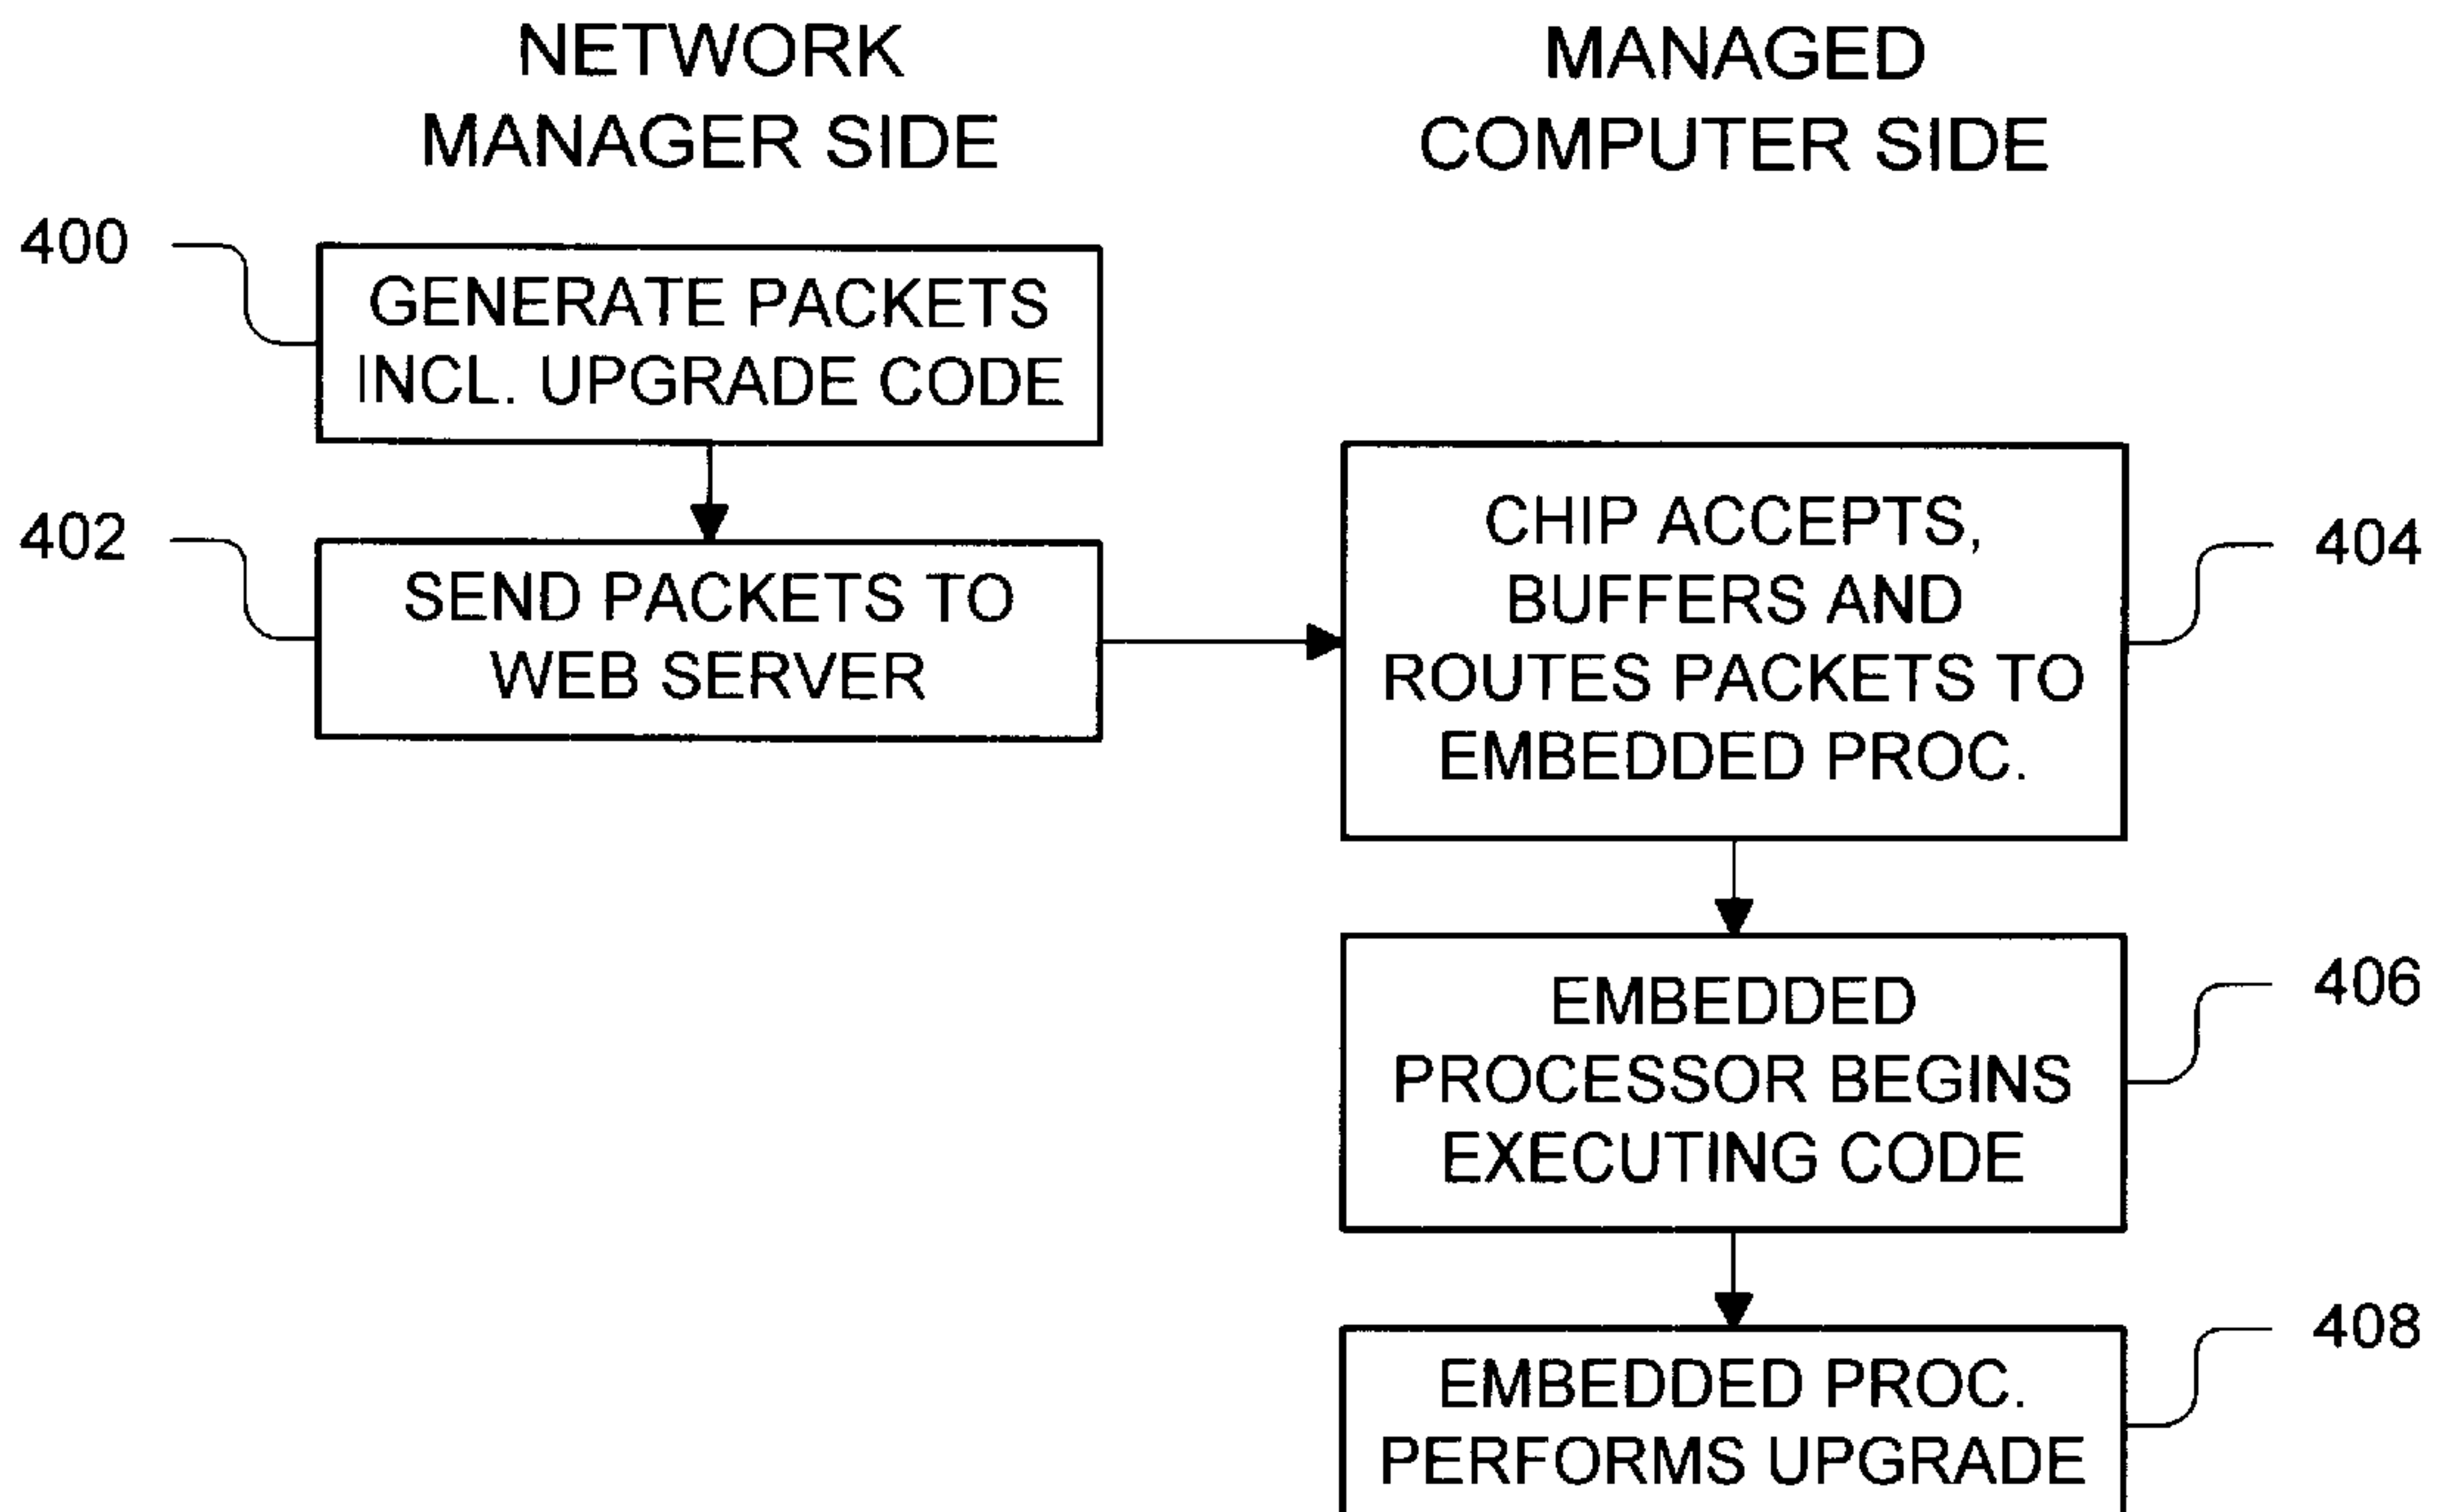 NETWORK
MANAGER SIDE
MANAGED
COMPUTER SIDE
400
GENERATE PACKETS
INCL. UPGRADE CODE
402
SEND PACKETS TO
WEB SERVER
CHIP ACCEPTS,
BUFFERS AND
ROUTES PACKETS TO
EMBEDDED PROC.
404
EMBEDDED
PROCESSOR BEGINS
EXECUTING CODE
406
EMBEDDED PROC.
PERFORMS UPGRADE
408